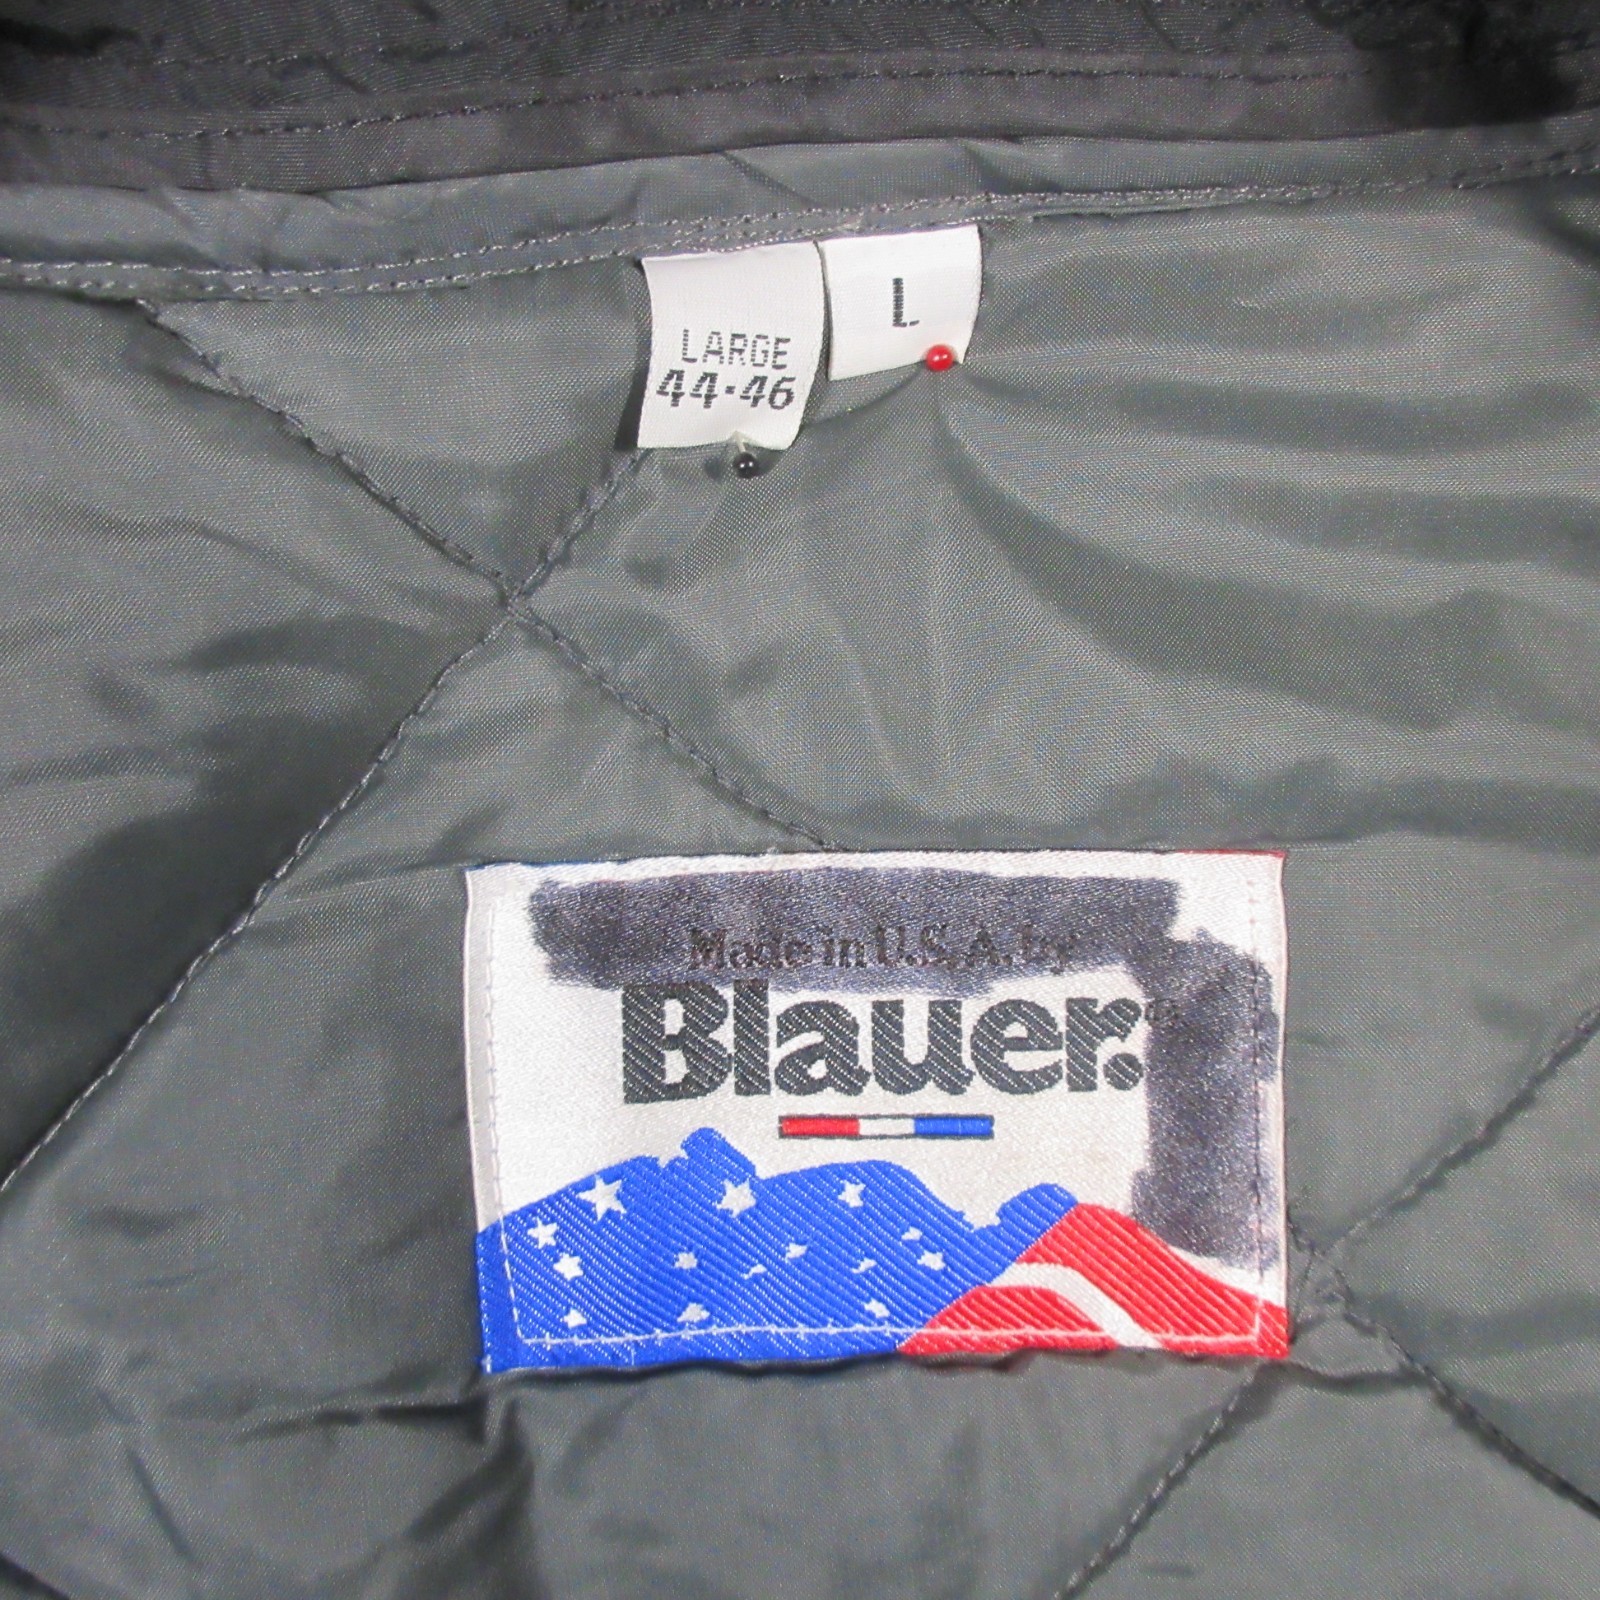 LARGE
44-46
L
Made in U.S.A. by
Blauer.